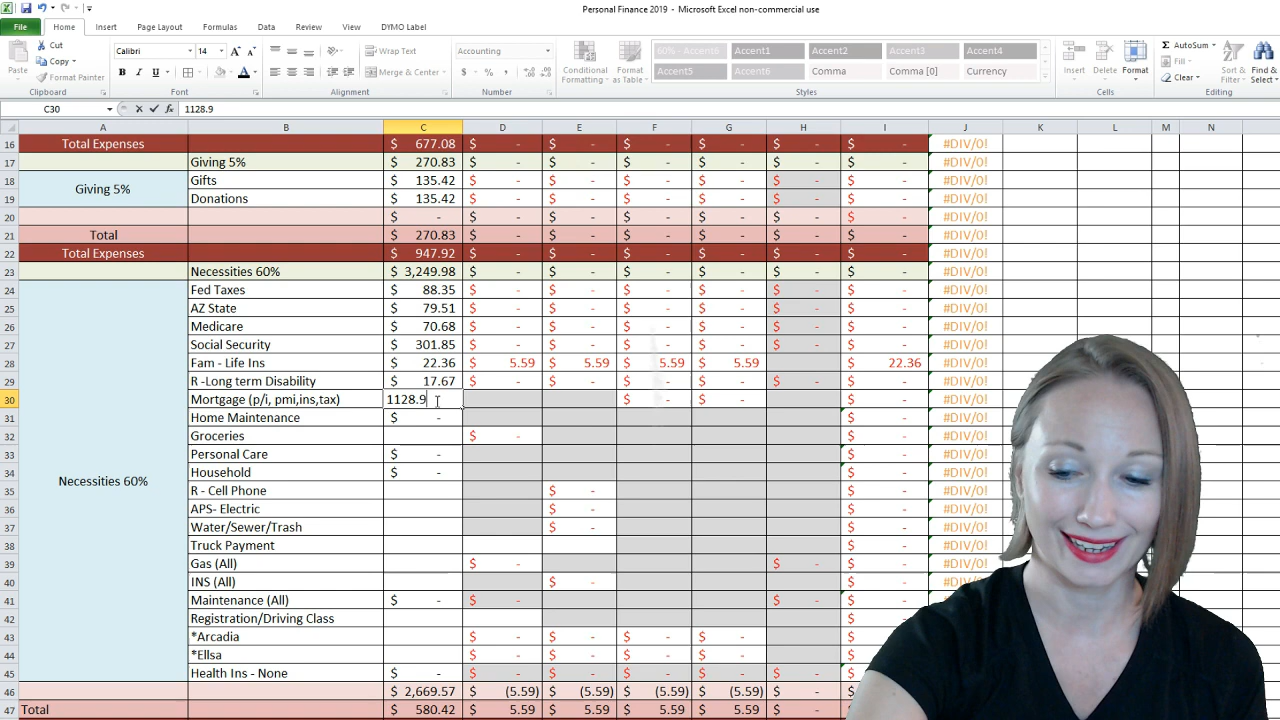 Personal Finance 2019 - Microsoft Excel non-commercial use
File Home Insert Page Layout Formulas Data Review View DYMO Label
Cut
Copy
Format Painter
Paste
Clipboard
Calibri 14
B I U
Font
Wrap Text
Merge & Center
Alignment
Accounting
$ % ,
Number
Conditional Formatting
Format as Table
60% - Accent6 Accent1 Accent2 Accent3 Accent4
Accent5 Accent6 Comma Comma [0] Currency
Styles
Insert Delete Format
Cells
AutoSum
Fill
Clear
Sort & Filter
Find & Select
Editing
C30 fx 1128.9
A B C D E F G H I J K L M N
16 Total Expenses $ 677.08 $ - $ - $ - $ - $ - $ - #DIV/0!
17 Giving 5% $ 270.83 $ - $ - $ - $ - $ - $ - #DIV/0!
18 Giving 5% Gifts $ 135.42 $ - $ - $ - $ - $ - $ - #DIV/0!
19 Donations $ 135.42 $ - $ - $ - $ - $ - $ - #DIV/0!
20 $ - $ - $ - $ - $ - $ - $ - #DIV/0!
21 Total $ 270.83 $ - $ - $ - $ - $ - $ - #DIV/0!
22 Total Expenses $ 947.92 $ - $ - $ - $ - $ - $ - #DIV/0!
23 Necessities 60% $ 3,249.98 $ - $ - $ - $ - $ - $ - #DIV/0!
24 Fed Taxes $ 88.35 $ - $ - $ - $ - $ - $ - #DIV/0!
25 AZ State $ 79.51 $ - $ - $ - $ - $ - $ - #DIV/0!
26 Medicare $ 70.68 $ - $ - $ - $ - $ - $ - #DIV/0!
27 Social Security $ 301.85 $ - $ - $ - $ - $ - $ - #DIV/0!
28 Fam - Life Ins $ 22.36 $ 5.59 $ 5.59 $ 5.59 $ 5.59 $ 22.36 #DIV/0!
29 R -Long term Disability $ 17.67 $ - $ - $ - $ - $ - $ - #DIV/0!
30 Mortgage (p/i, pmi,ins,tax) 1128.9 $ - $ - $ - #DIV/0!
31 Home Maintenance $ - $ - #DIV/0!
32 Groceries $ - $ - #DIV/0!
33 Personal Care $ - $ - #DIV/0!
34 Household $ - $ - #DIV/0!
35 Necessities 60% R - Cell Phone $ - $ - #DIV/0!
36 APS- Electric $ - $ - #DIV/0!
37 Water/Sewer/Trash $ - $ - #DIV/0!
38 Truck Payment $ - #DIV/0!
39 Gas (All) $ - $ - $ - #DIV/0!
40 INS (All) $ - $ - #DIV/0!
41 Maintenance (All) $ - $ - $ - $ -
42 Registration/Driving Class $ -
43 *Arcadia $ - $ - $ - $ - $ -
44 *Ellsa $ - $ - $ - $ - $ -
45 Health Ins - None $ - $ - $ - $ - $ - $ - $
46 $ 2,669.57 $ (5.59) $ (5.59) $ (5.59) $ (5.59) $ - $
47 Total $ 580.42 $ 5.59 $ 5.59 $ 5.59 $ 5.59 $ - $